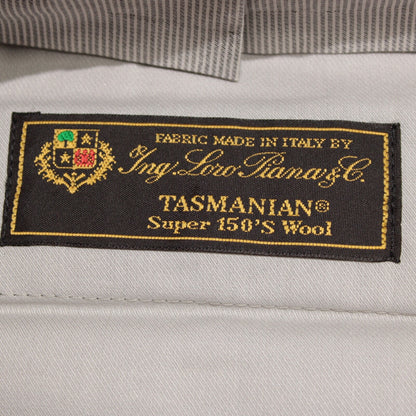 FABRIC MADE IN ITALY BY
Ing. Loro Piana & C.
TASMANIAN®
Super 150'S Wool